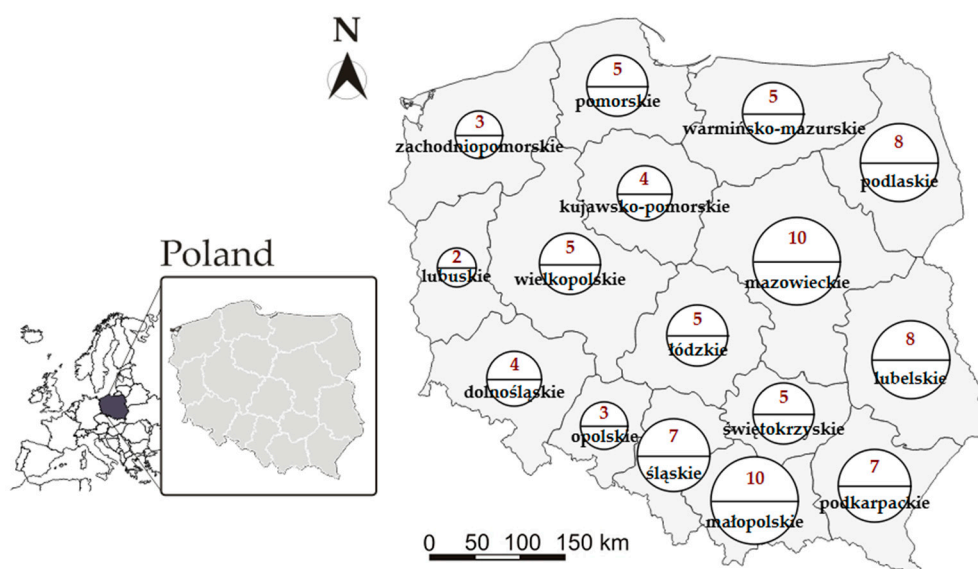 N
5
pomorskie
5
warmińsko-mazurskie
3
zachodniopomorskie
8
podlaskie
4
kujawsko-pomorskie
10
mazowieckie
Poland
2
lubuskie
5
wielkopolskie
5
łódzkie
8
lubelskie
4
dolnośląskie
3
opolskie
5
świętokrzyskie
7
śląskie
10
małopolskie
7
podkarpackie
0 50 100 150 km